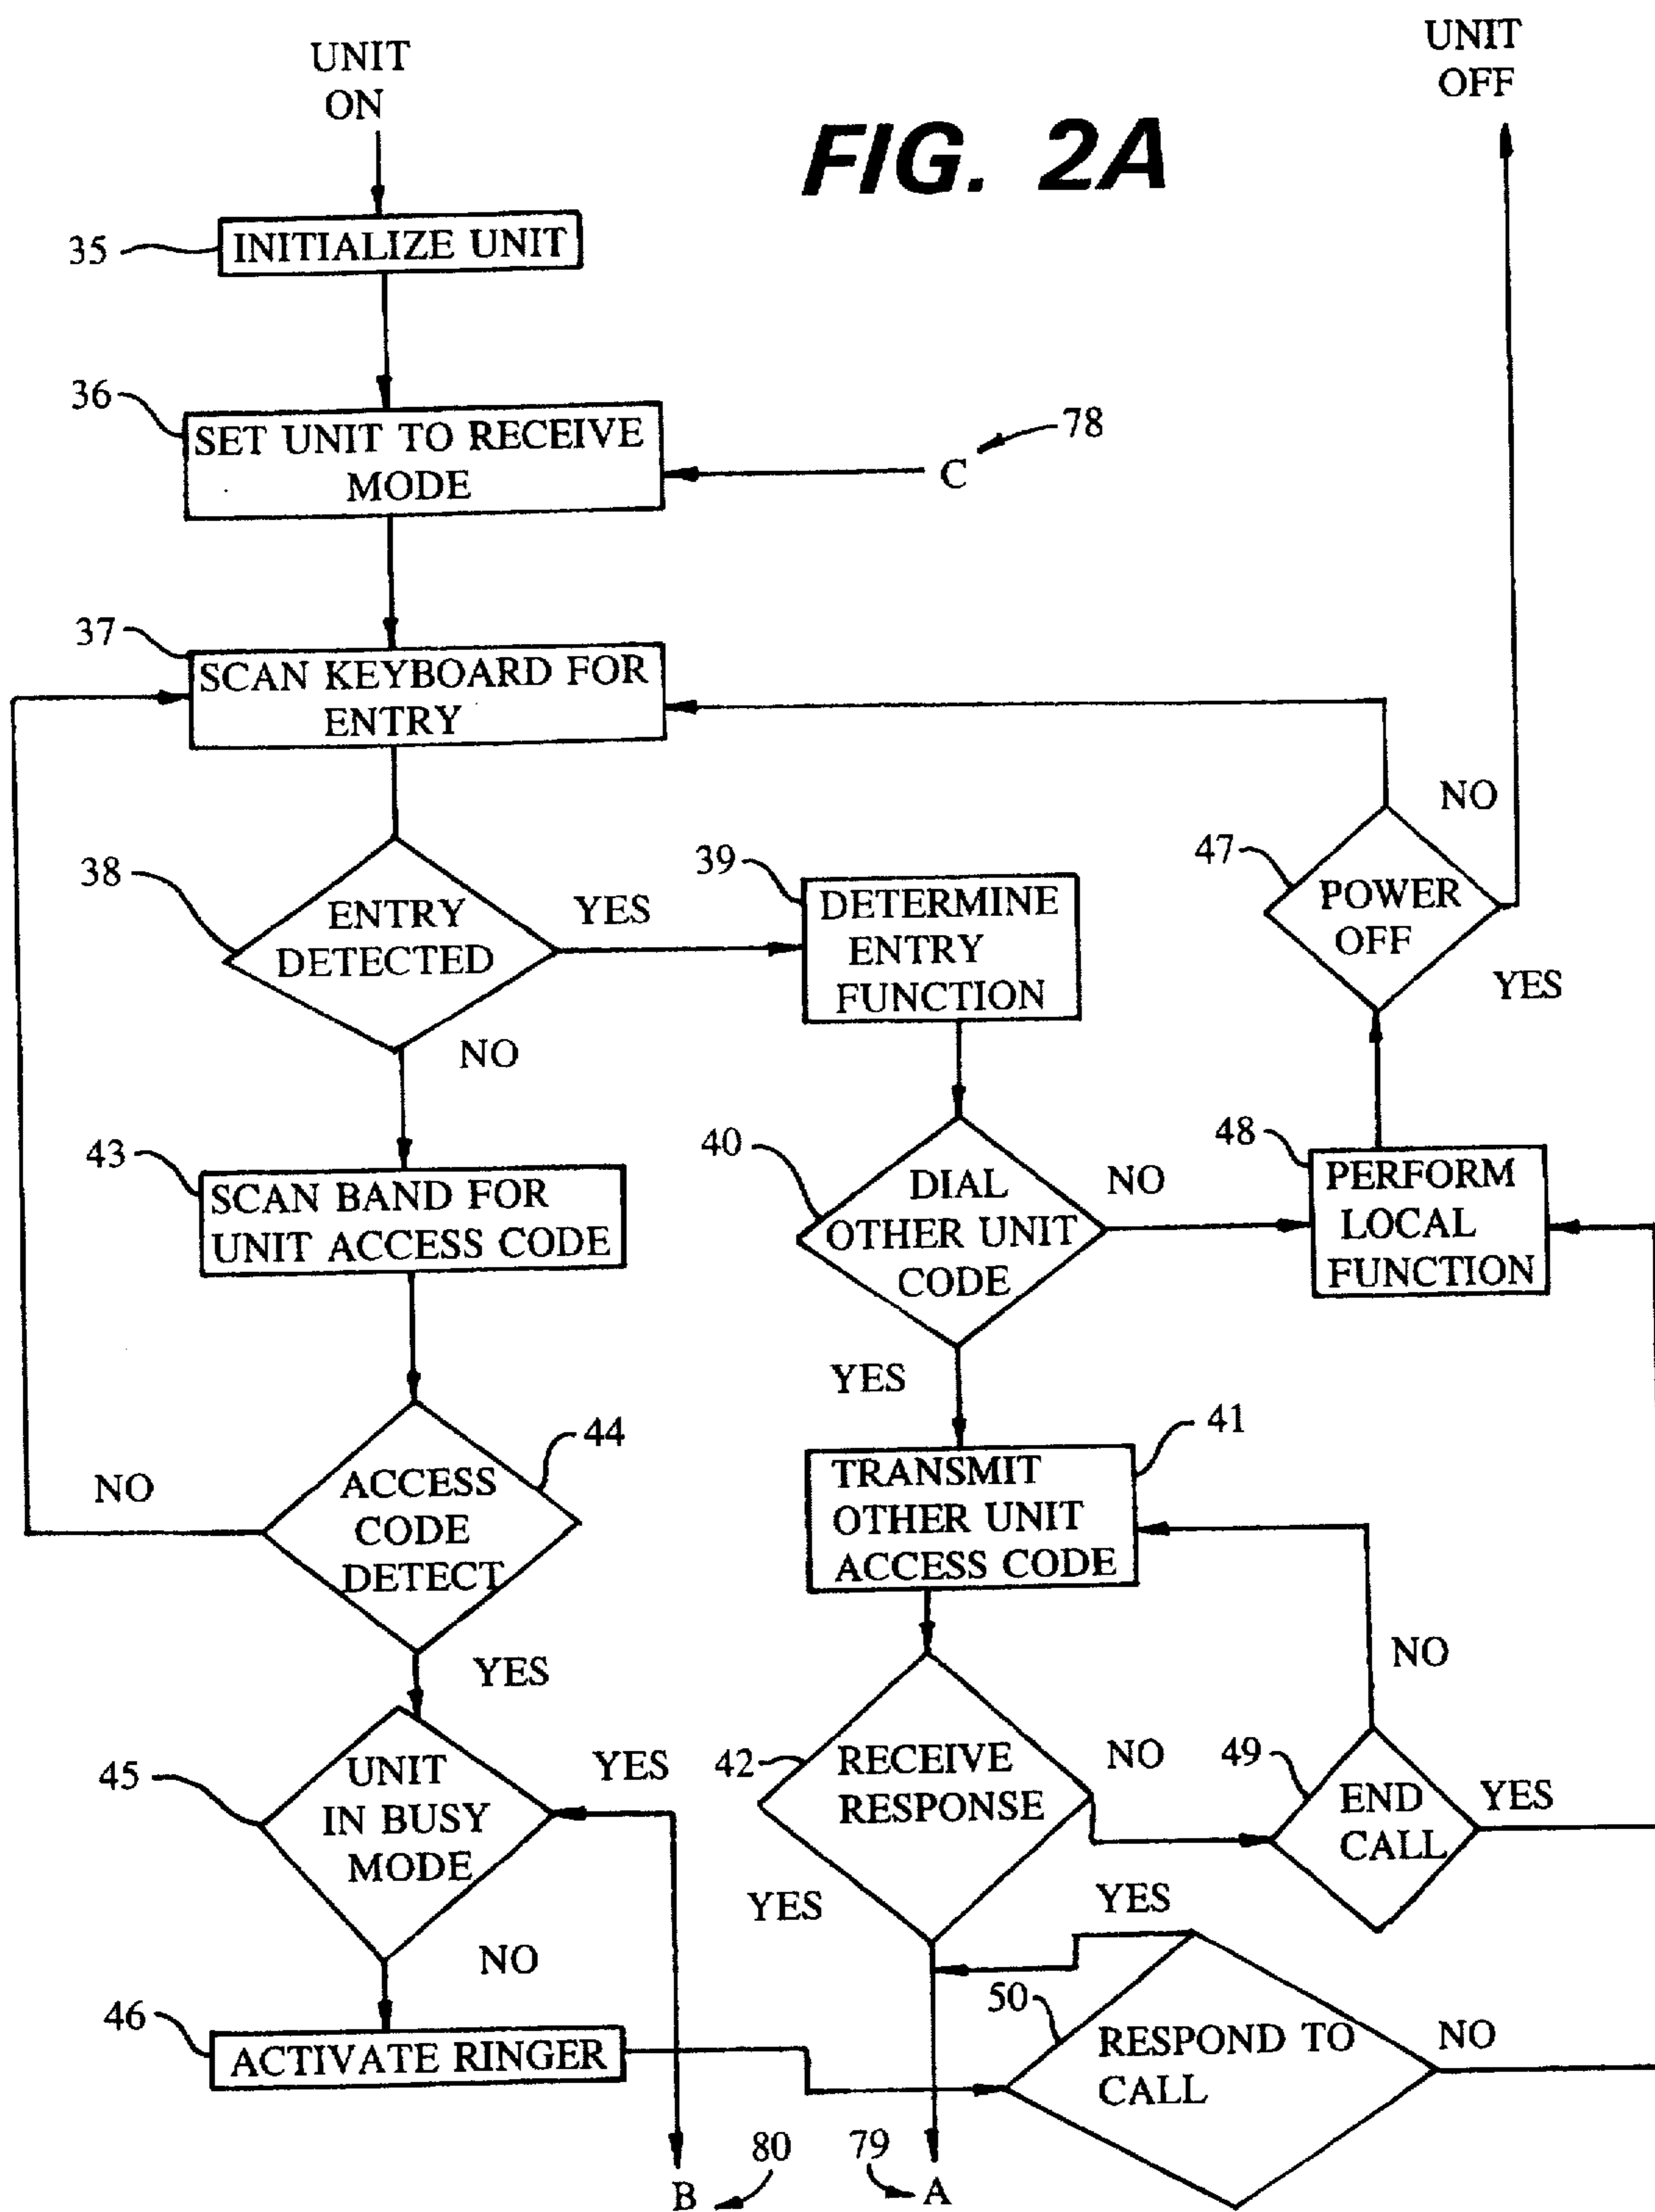 UNIT
ON
UNIT
OFF
FIG. 2A
35
INITIALIZE UNIT
36
SET UNIT TO RECEIVE
MODE
C
78
37
SCAN KEYBOARD FOR
ENTRY
38
ENTRY
DETECTED
YES
NO
39
DETERMINE
ENTRY
FUNCTION
47
POWER
OFF
NO
YES
43
SCAN BAND FOR
UNIT ACCESS CODE
40
DIAL
OTHER UNIT
CODE
NO
YES
48
PERFORM
LOCAL
FUNCTION
44
ACCESS
CODE
DETECT
NO
YES
41
TRANSMIT
OTHER UNIT
ACCESS CODE
45
UNIT
IN BUSY
MODE
YES
NO
42
RECEIVE
RESPONSE
NO
YES
49
END
CALL
NO
YES
46
ACTIVATE RINGER
50
RESPOND TO
CALL
YES
NO
B
80
79
A